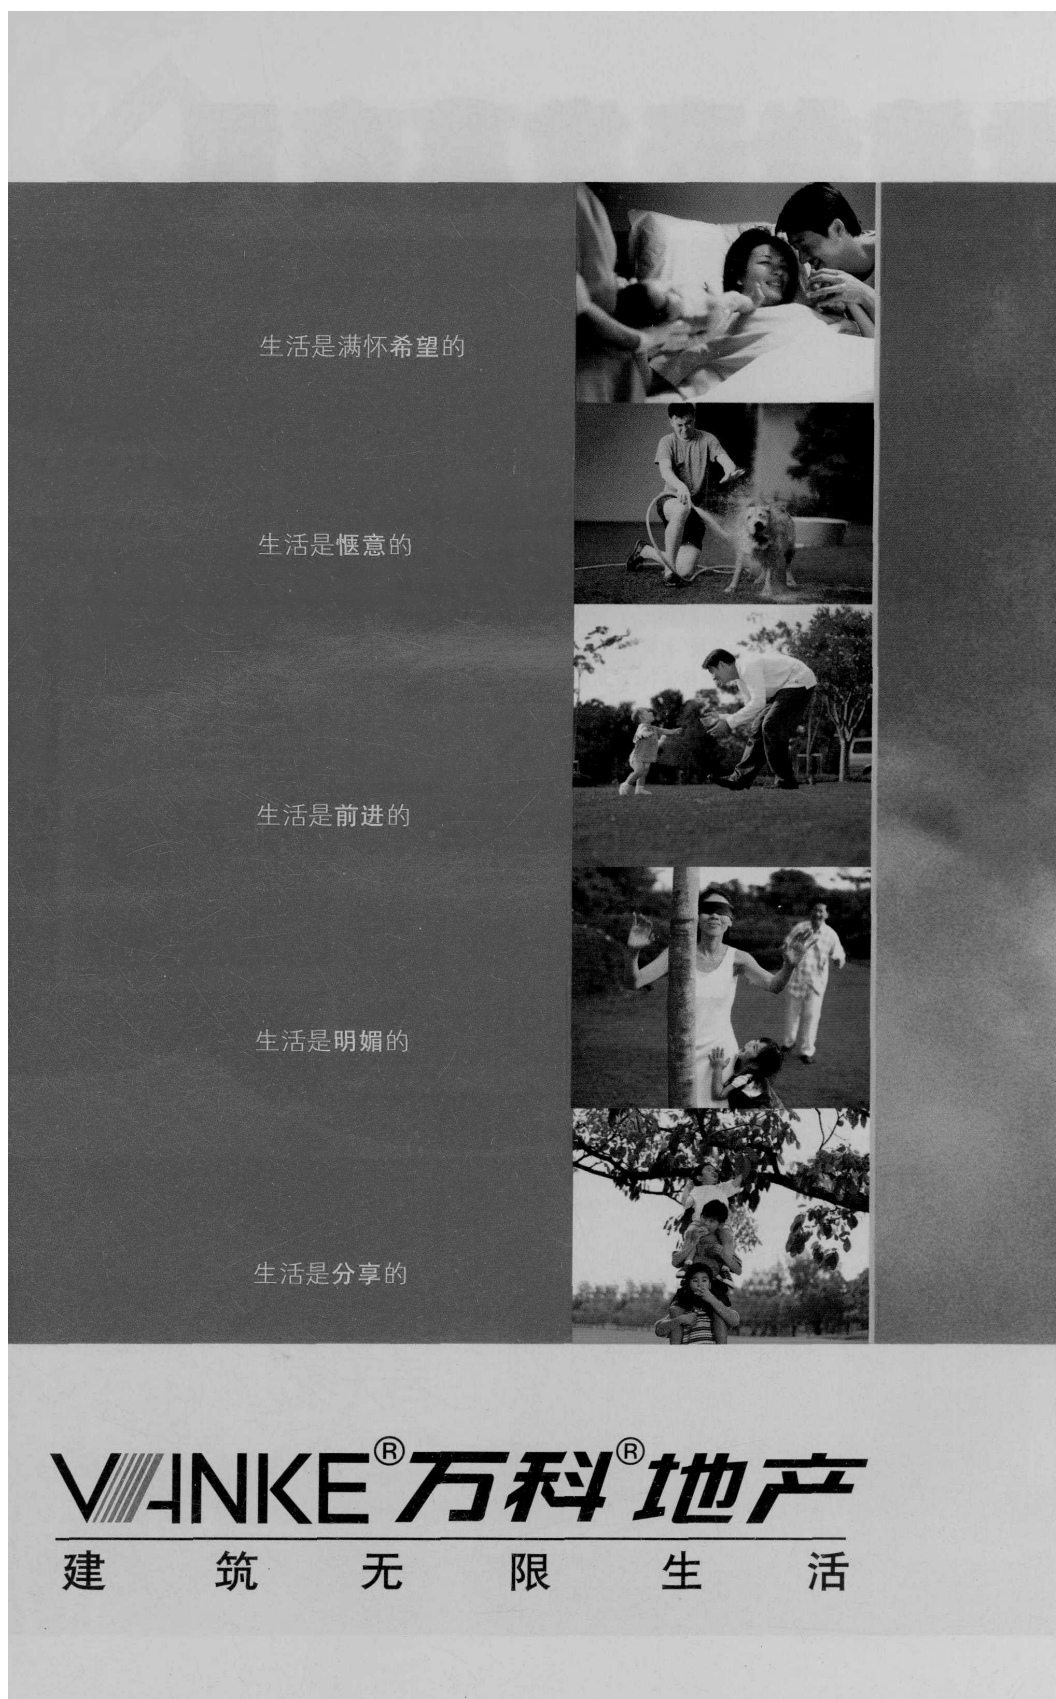 生活是满怀希望的
生活是惬意的
生活是前进的
生活是明媚的
生活是分享的
VANKE®万科®地产
建筑无限生活